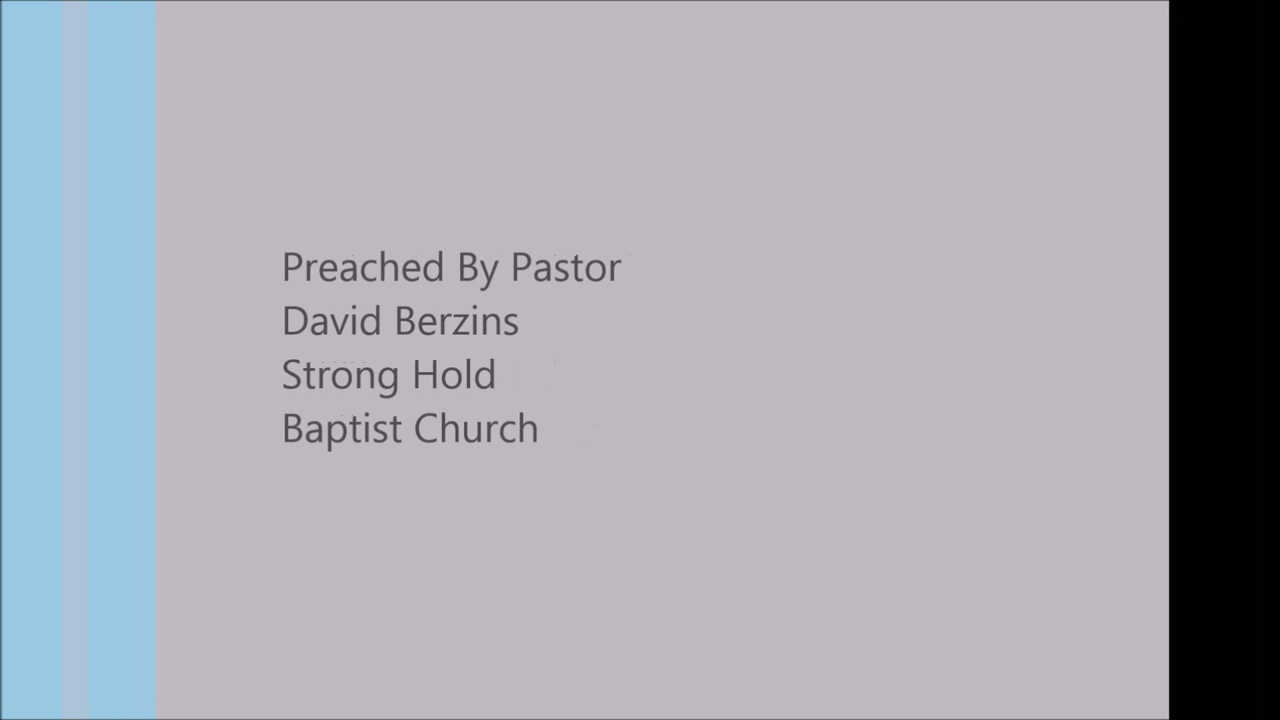 Preached By Pastor
David Berzins
Strong Hold
Baptist Church